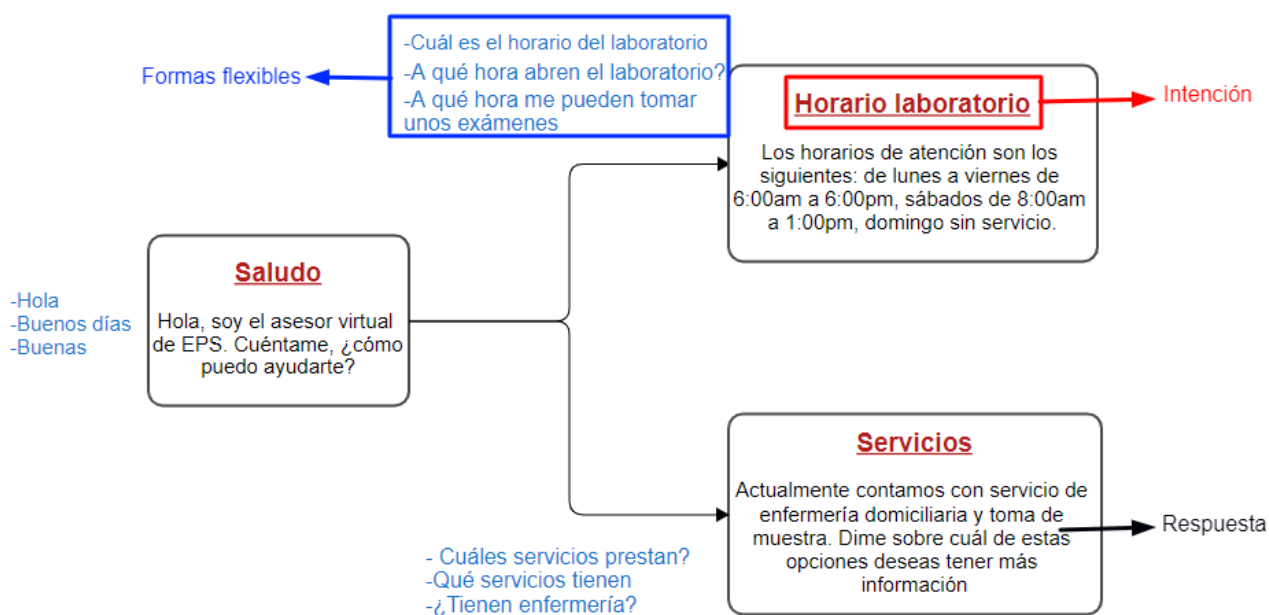 -Cuál es el horario del laboratorio
-A qué hora abren el laboratorio?
-A qué hora me pueden tomar
unos exámenes
Formas flexibles
Horario laboratorio
Intención
Los horarios de atención son los
siguientes: de lunes a viernes de
6:00am a 6:00pm, sábados de 8:00am
a 1:00pm, domingo sin servicio.
-Hola
-Buenos días
-Buenas
Saludo
Hola, soy el asesor virtual
de EPS. Cuéntame, ¿cómo
puedo ayudarte?
Servicios
Actualmente contamos con servicio de
enfermería domiciliaria y toma de
muestra. Dime sobre cuál de estas
opciones deseas tener más
información
Respuesta
- Cuáles servicios prestan?
-Qué servicios tienen
-¿Tienen enfermería?